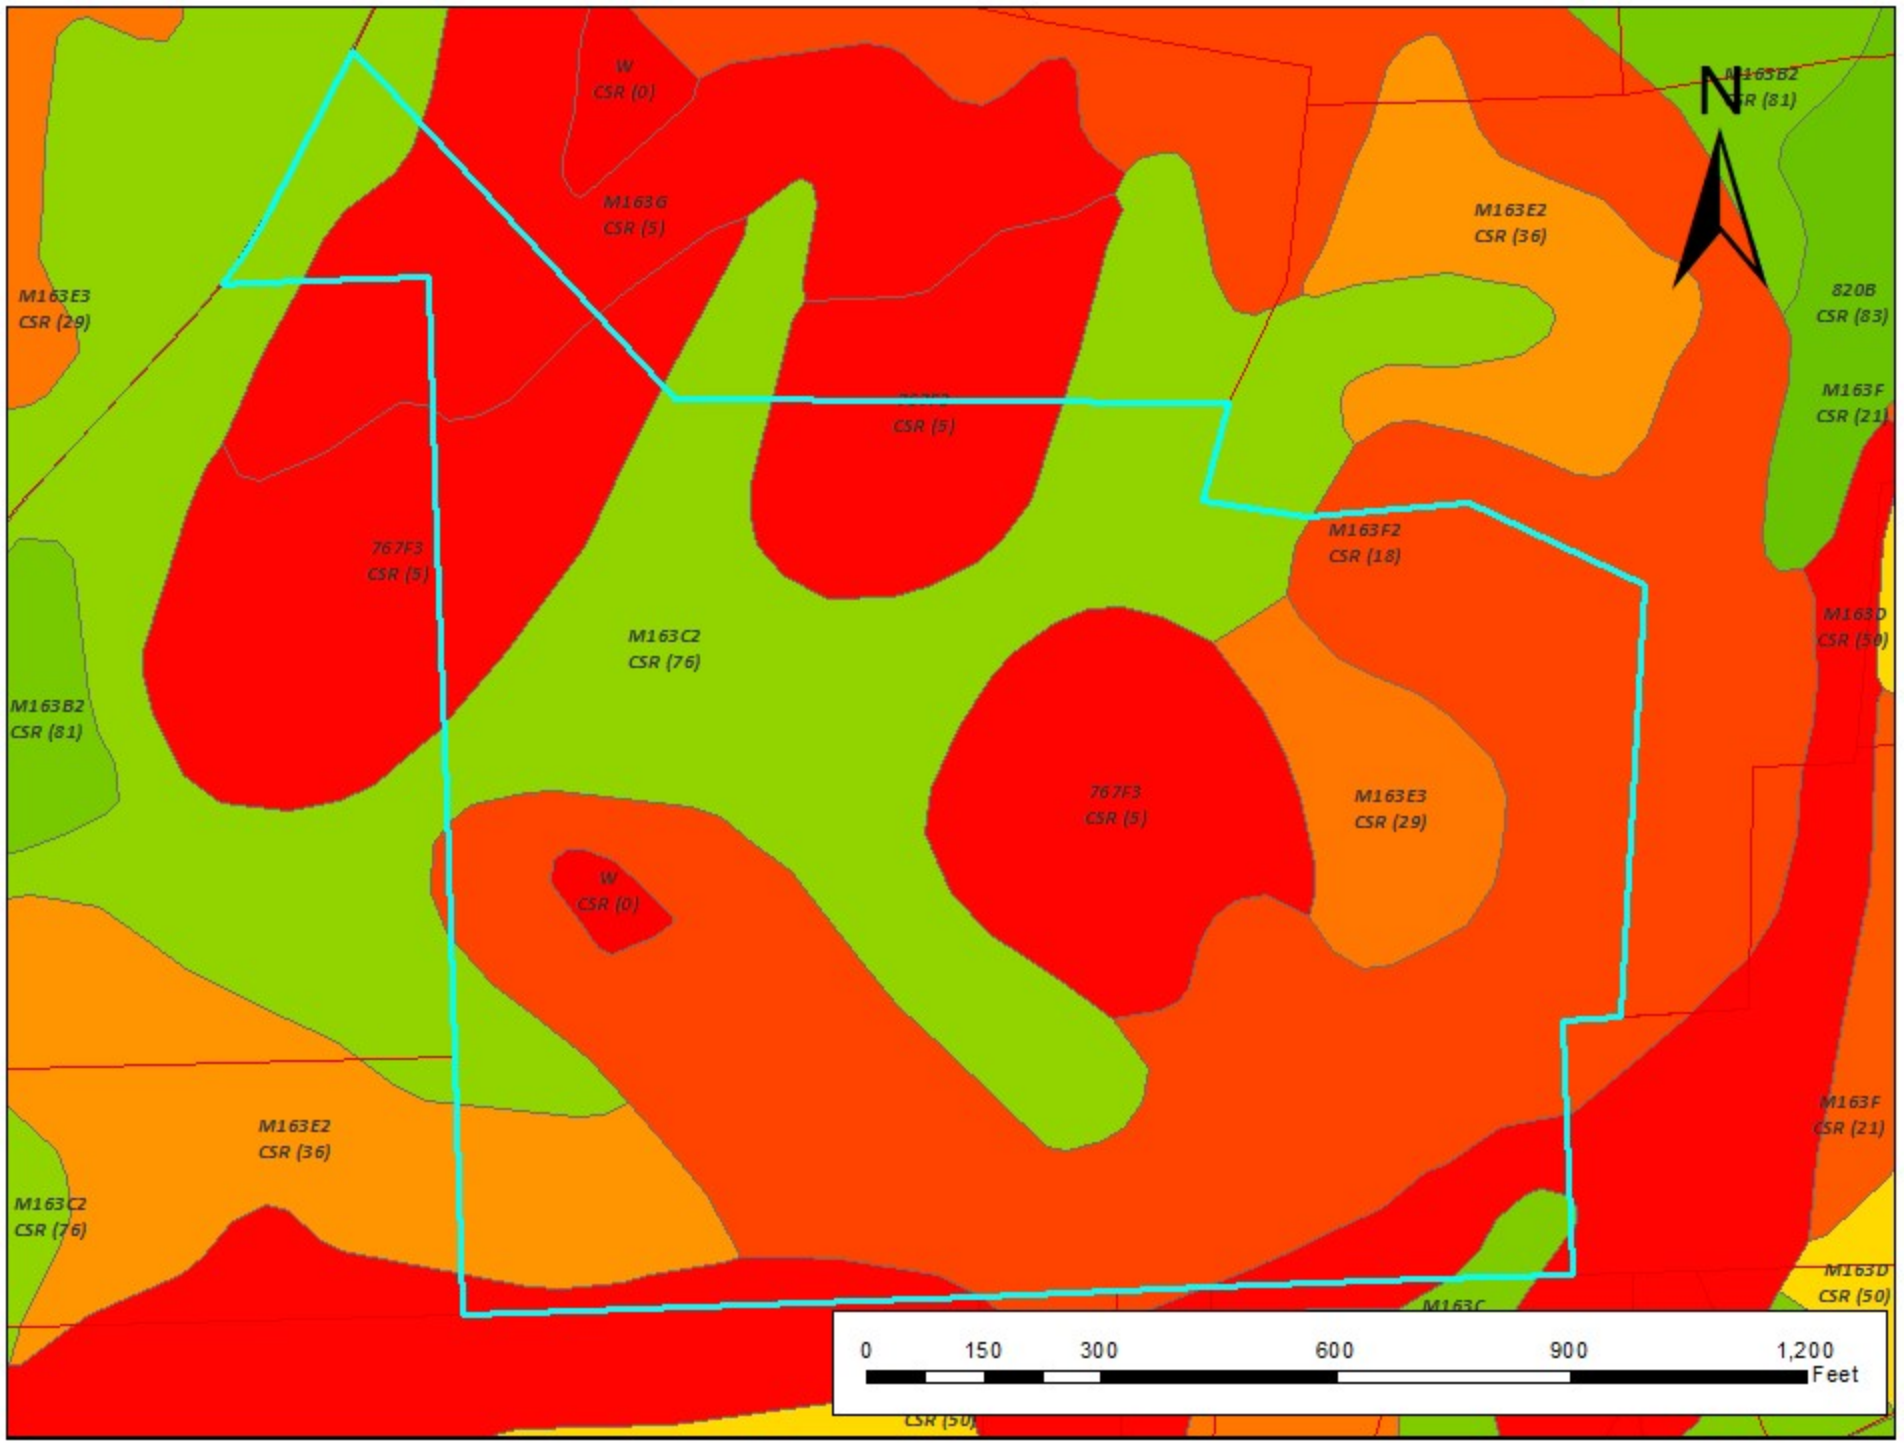 W
CSR (0)
M163B2
CSR (81)
N
M163G
CSR (5)
M163E2
CSR (36)
M163E3
CSR (29)
820B
CSR (83)
M163F
CSR (21)
767F3
CSR (5)
M163F2
CSR (18)
767F3
CSR (5)
M163C2
CSR (76)
M163D
CSR (50)
M163B2
CSR (81)
767F3
CSR (5)
M163E3
CSR (29)
W
CSR (0)
M163E2
CSR (36)
M163F
CSR (21)
M163C2
CSR (76)
M163D
CSR (50)
M163C
0 150 300 600 900 1,200
Feet
CSR (50)